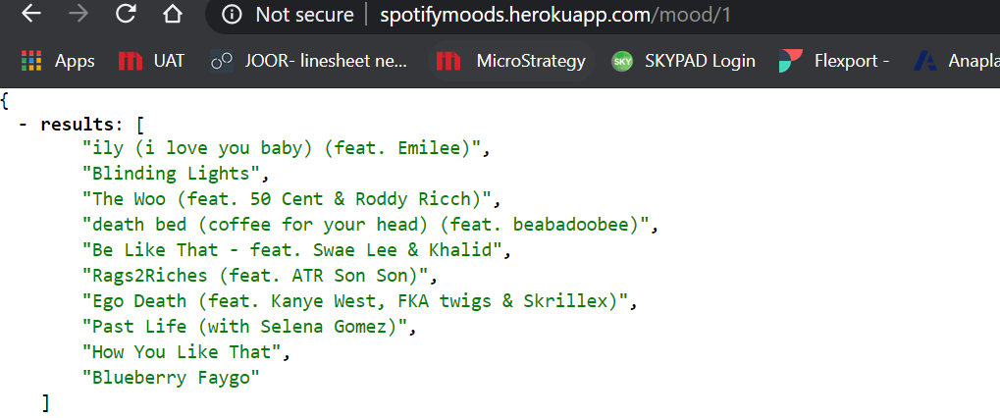 Not secure | spotifymoods.herokuapp.com/mood/1
Apps UAT JOOR- linesheet ne... MicroStrategy SKY SKYPAD Login Flexport - Anapla
{
- results: [
"ily (i love you baby) (feat. Emilee)",
"Blinding Lights",
"The Woo (feat. 50 Cent & Roddy Ricch)",
"death bed (coffee for your head) (feat. beabadoobee)",
"Be Like That - feat. Swae Lee & Khalid",
"Rags2Riches (feat. ATR Son Son)",
"Ego Death (feat. Kanye West, FKA twigs & Skrillex)",
"Past Life (with Selena Gomez)",
"How You Like That",
"Blueberry Faygo"
]